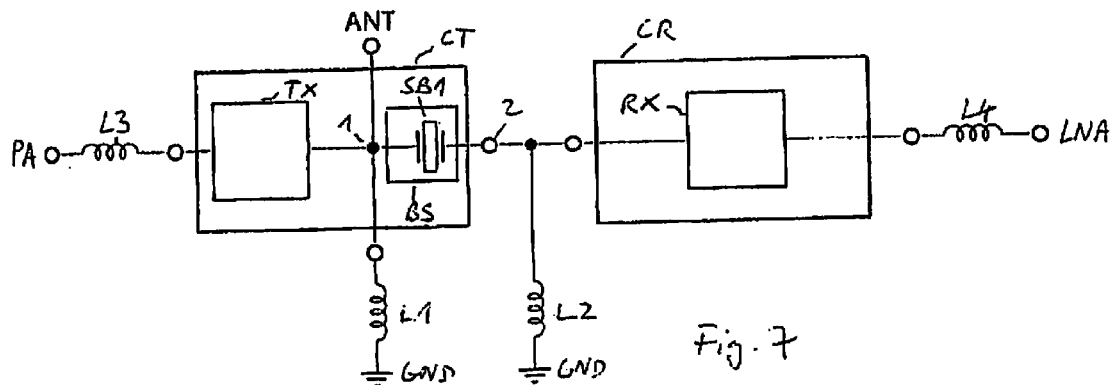 ANT
CT
CR
TX
SB1
RX
L3
1
2
L4
PA
LNA
BS
L1
L2
GND
GND
Fig. 7